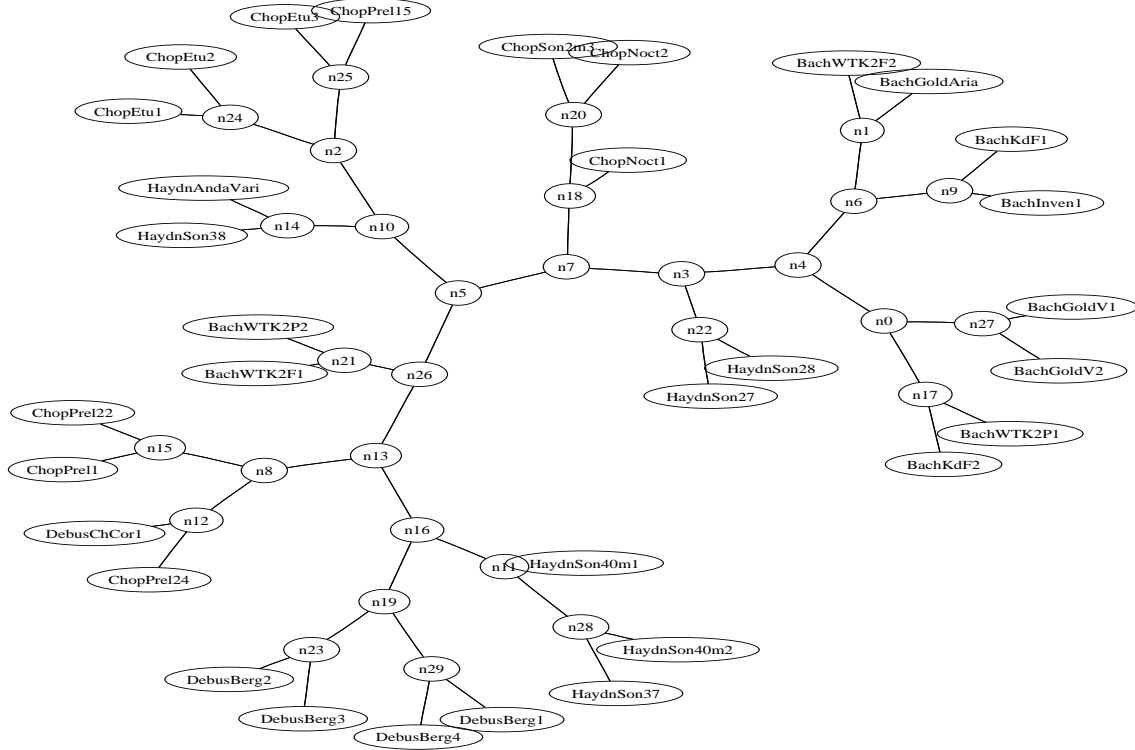 ChopEtu3
ChopPrel15
ChopEtu2
ChopSon2m3
ChopNoct2
BachWTK2F2
n25
BachGoldAria
ChopEtu1
n24
n20
n1
BachKdF1
n2
ChopNoct1
HaydnAndaVari
n18
n9
n6
BachInven1
HaydnSon38
n14
n10
n7
n3
n4
n5
BachGoldV1
BachWTK2P2
n22
n0
n27
n21
BachWTK2F1
n26
HaydnSon28
BachGoldV2
HaydnSon27
n17
ChopPrel22
BachWTK2P1
n15
n13
BachKdF2
ChopPrel1
n8
n12
DebusChCor1
n16
n11
HaydnSon40m1
ChopPrel24
n19
n28
n23
HaydnSon40m2
n29
DebusBerg2
HaydnSon37
DebusBerg3
DebusBerg1
DebusBerg4